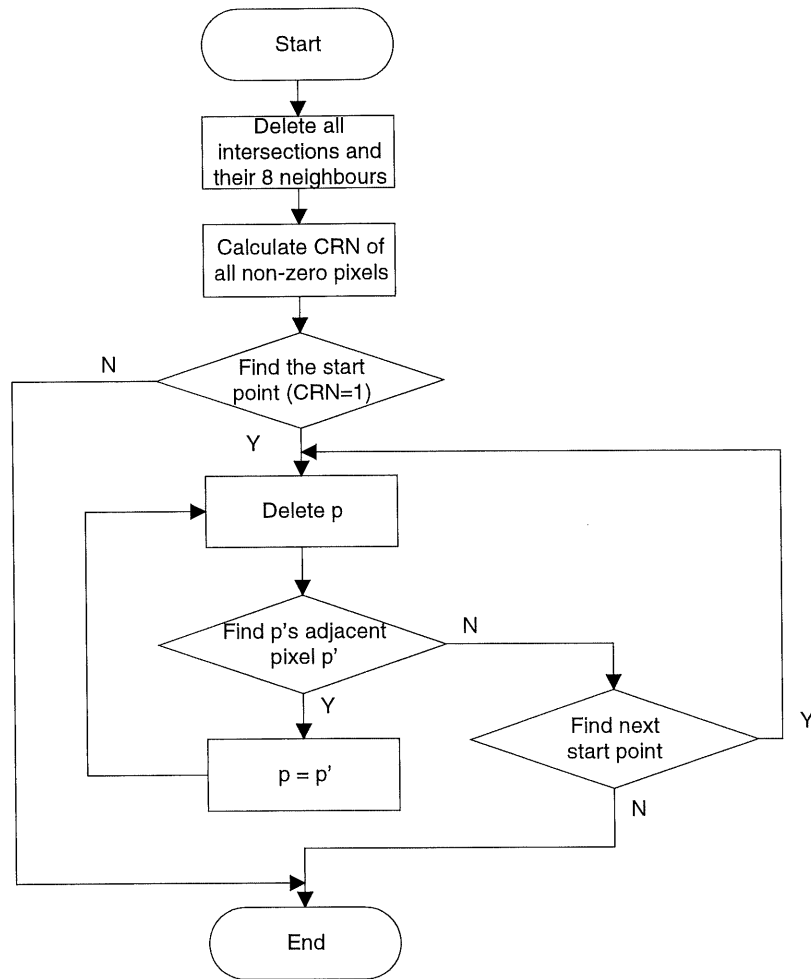 Start
Delete all
intersections and
their 8 neighbours
Calculate CRN of
all non-zero pixels
Find the start
point (CRN=1)
N
Y
Delete p
Find p's adjacent
pixel p'
N
Y
p = p'
Find next
start point
Y
N
End